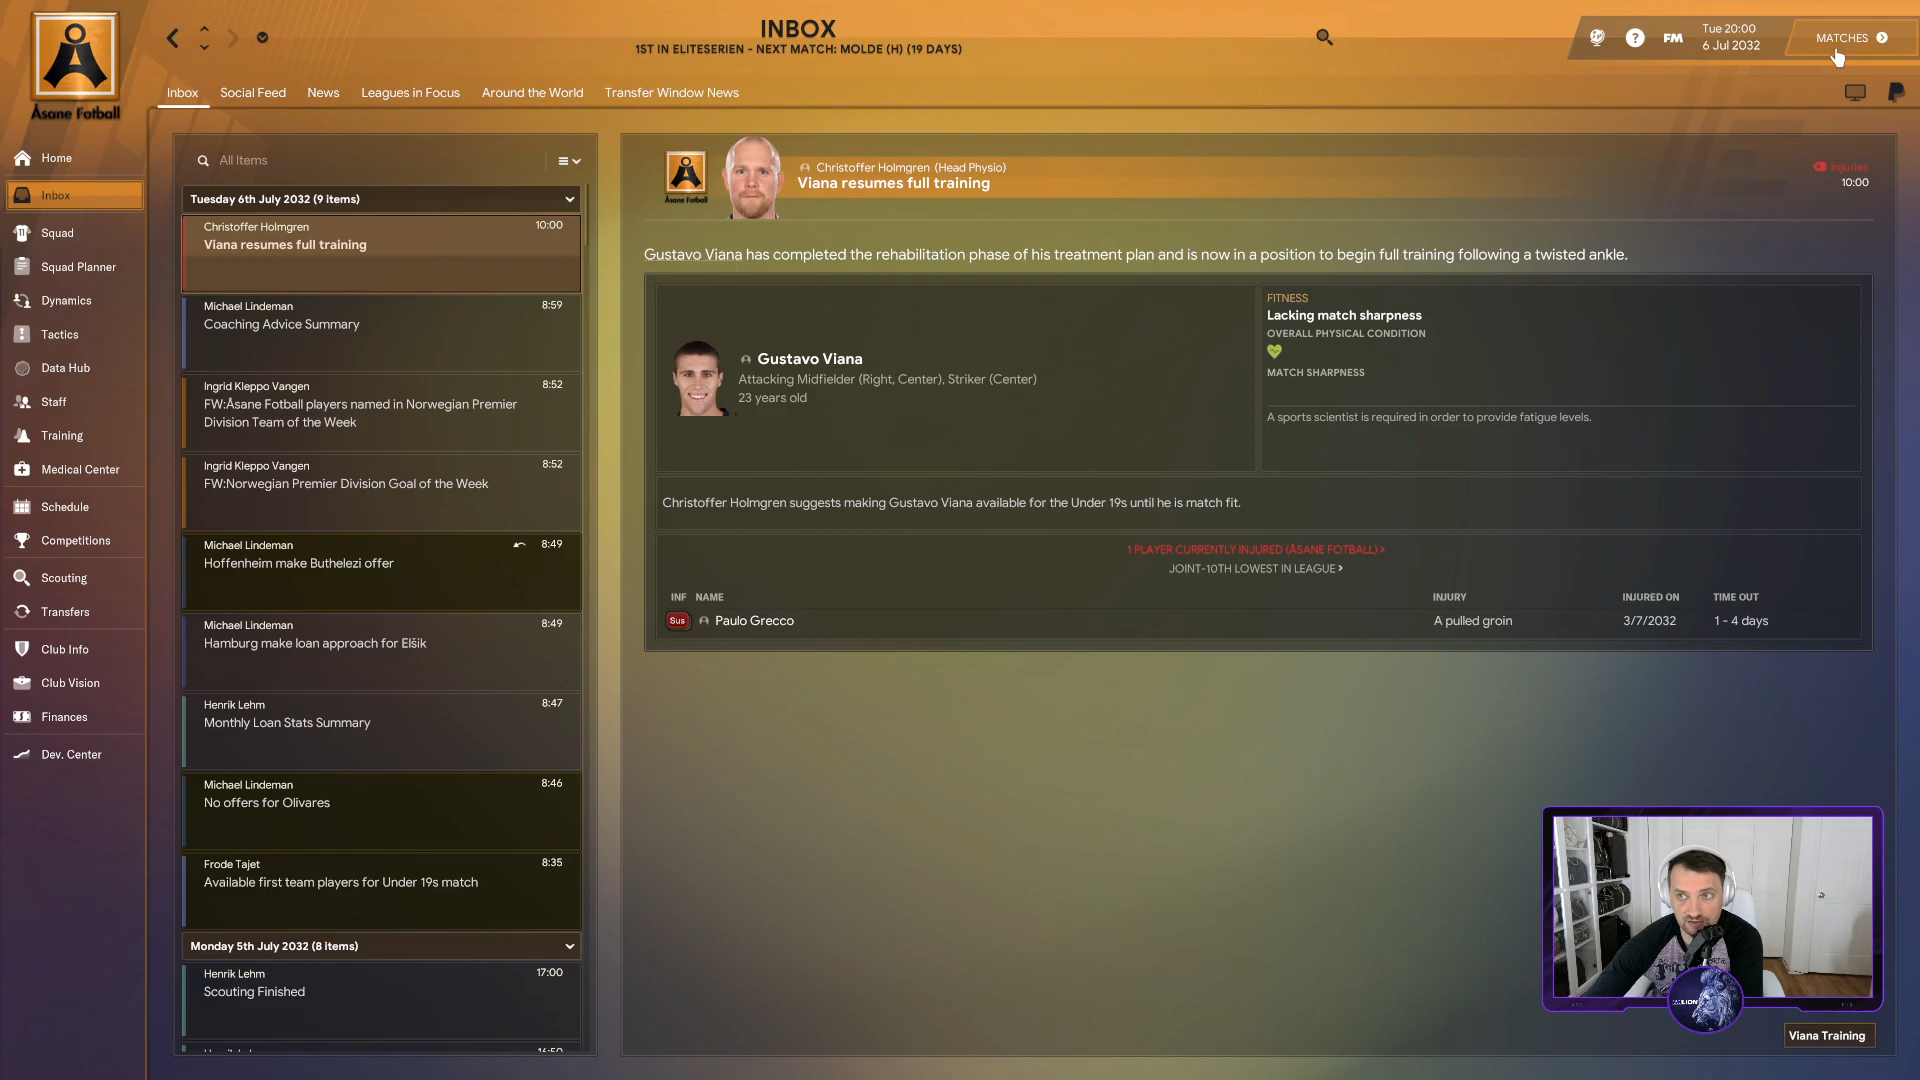 INBOX
1ST IN ELITESERIEN - NEXT MATCH: MOLDE (H) (19 DAYS)
FM
Tue 20:00
6 Jul 2032
MATCHES
Åsane Fotball
Inbox
Social Feed
News
Leagues in Focus
Around the World
Transfer Window News
Home
Inbox
Squad
Squad Planner
Dynamics
Tactics
Data Hub
Staff
Training
Medical Center
Schedule
Competitions
Scouting
Transfers
Club Info
Club Vision
Finances
Dev. Center
All Items
Tuesday 6th July 2032 (9 items)
Christoffer Holmgren 10:00
Viana resumes full training
Michael Lindeman 8:59
Coaching Advice Summary
Ingrid Kleppo Vangen 8:52
FW:Åsane Fotball players named in Norwegian Premier
Division Team of the Week
Ingrid Kleppo Vangen 8:52
FW:Norwegian Premier Division Goal of the Week
Michael Lindeman 8:49
Hoffenheim make Buthelezi offer
Michael Lindeman 8:49
Hamburg make loan approach for Elšik
Henrik Lehm 8:47
Monthly Loan Stats Summary
Michael Lindeman 8:46
No offers for Olivares
Frode Tajet 8:35
Available first team players for Under 19s match
Monday 5th July 2032 (8 items)
Henrik Lehm 17:00
Scouting Finished
Åsane Fotball
Christoffer Holmgren (Head Physio)
Viana resumes full training
Injuries
10:00
Gustavo Viana has completed the rehabilitation phase of his treatment plan and is now in a position to begin full training following a twisted ankle.
Gustavo Viana
Attacking Midfielder (Right, Center), Striker (Center)
23 years old
FITNESS
Lacking match sharpness
OVERALL PHYSICAL CONDITION
MATCH SHARPNESS
A sports scientist is required in order to provide fatigue levels.
Christoffer Holmgren suggests making Gustavo Viana available for the Under 19s until he is match fit.
1 PLAYER CURRENTLY INJURED (ÅSANE FOTBALL) >
JOINT-10TH LOWEST IN LEAGUE >
INF NAME INJURY INJURED ON TIME OUT
Sus Paulo Grecco A pulled groin 3/7/2032 1 - 4 days
Viana Training